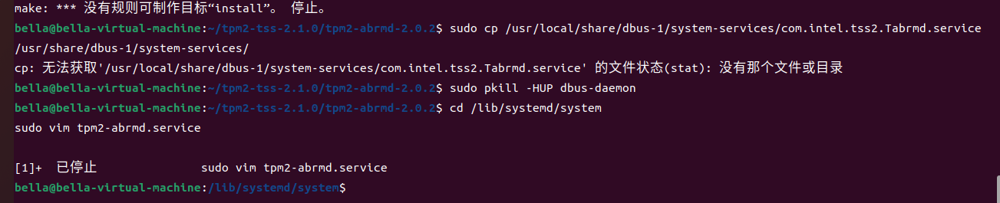 make: *** 没有规则可制作目标“install”。 停止。
bella@bella-virtual-machine:~/tpm2-tss-2.1.0/tpm2-abrmd-2.0.2$ sudo cp /usr/local/share/dbus-1/system-services/com.intel.tss2.Tabrmd.service
/usr/share/dbus-1/system-services/
cp: 无法获取'/usr/local/share/dbus-1/system-services/com.intel.tss2.Tabrmd.service' 的文件状态(stat): 没有那个文件或目录
bella@bella-virtual-machine:~/tpm2-tss-2.1.0/tpm2-abrmd-2.0.2$ sudo pkill -HUP dbus-daemon
bella@bella-virtual-machine:~/tpm2-tss-2.1.0/tpm2-abrmd-2.0.2$ cd /lib/systemd/system
sudo vim tpm2-abrmd.service
[1]+  已停止               sudo vim tpm2-abrmd.service
bella@bella-virtual-machine:/lib/systemd/system$